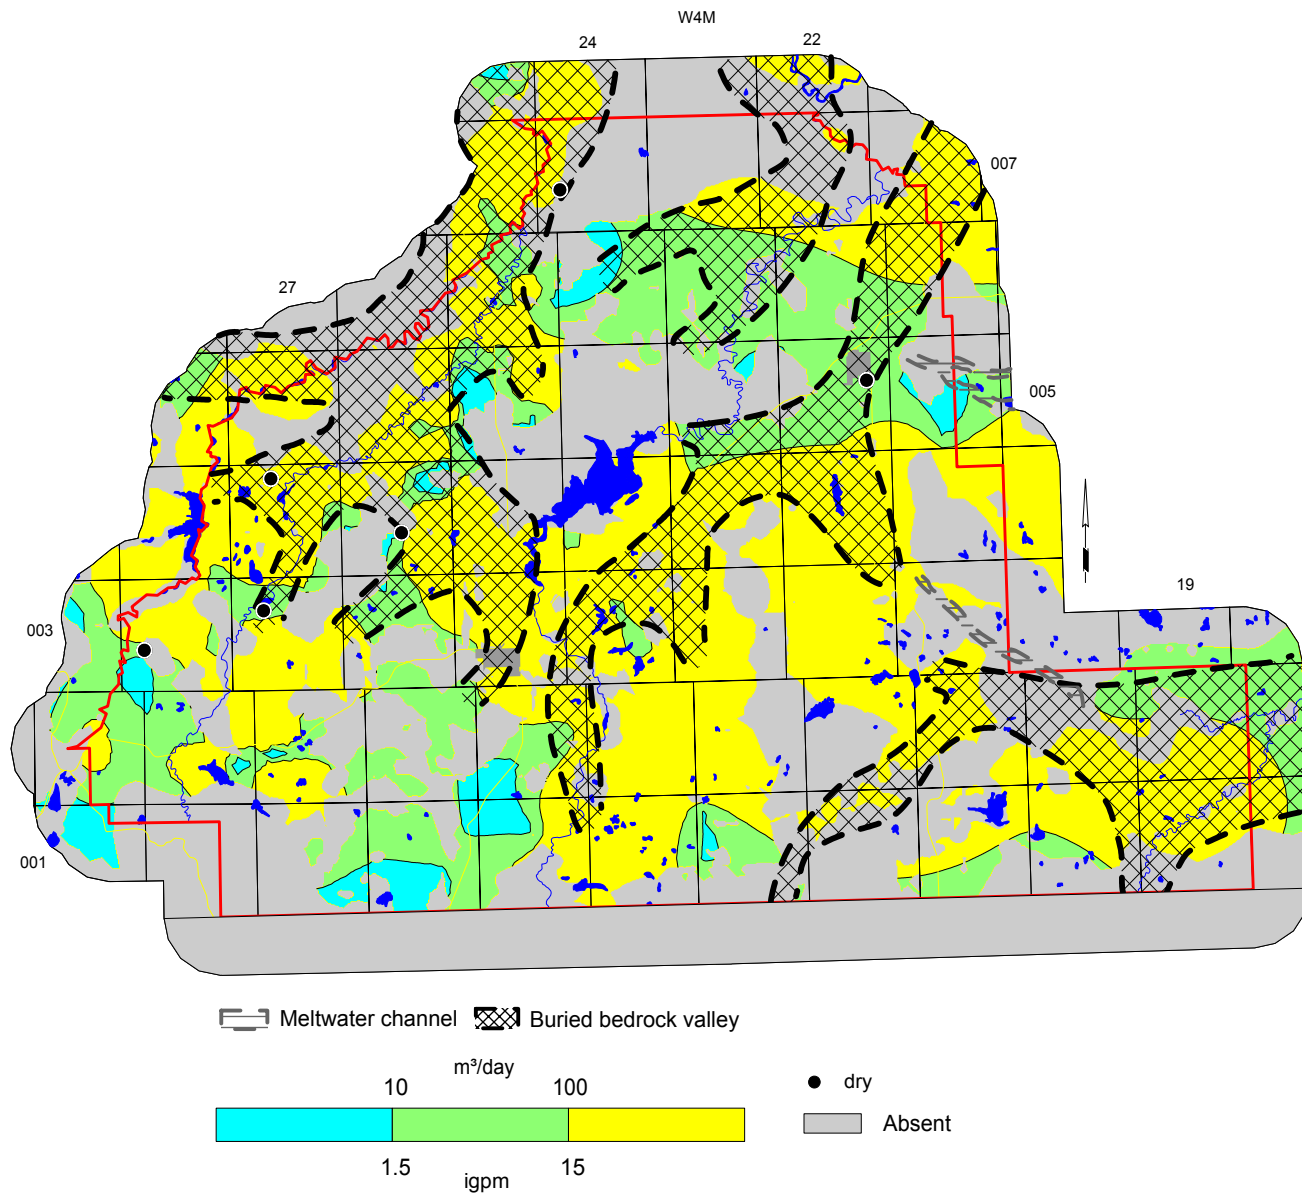 W4M
24
22
007
27
005
19
003
001
Meltwater channel
Buried bedrock valley
m³/day
10
100
dry
Absent
1.5
15
igpm